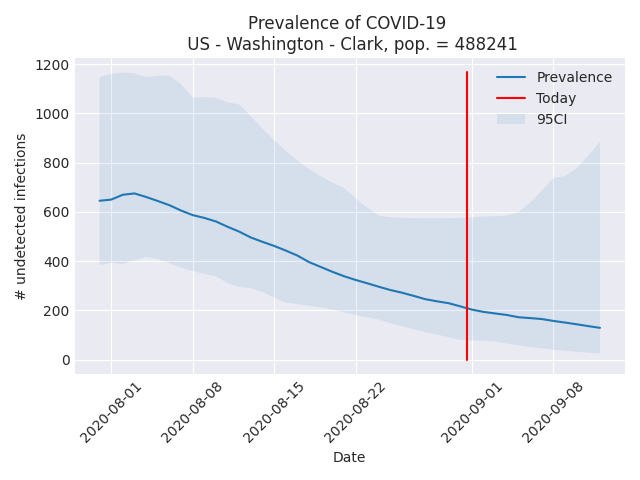 Prevalence of COVID-19
US - Washington - Clark, pop. = 488241
# undetected infections
1200
1000
800
600
400
200
0
Prevalence
Today
95CI
2020-08-01
2020-08-08
2020-08-15
2020-08-22
2020-09-01
2020-09-08
Date